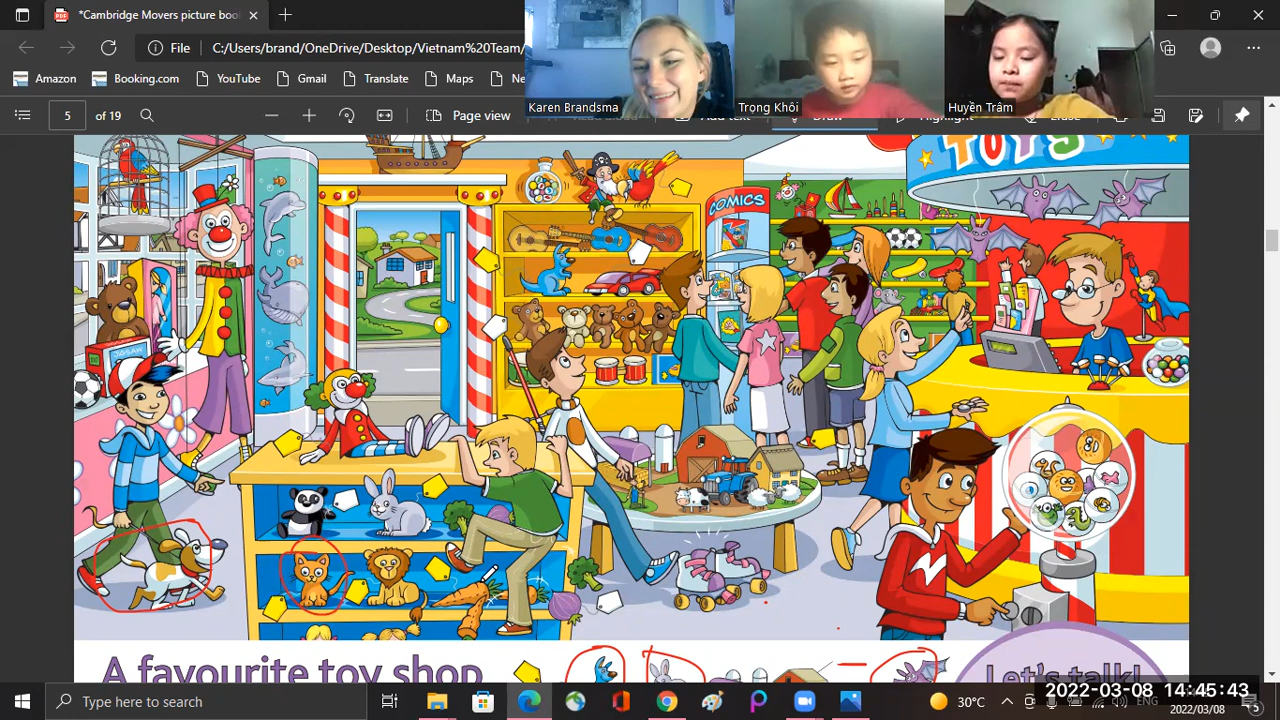 *Cambridge Movers picture boo
File
C:/Users/brand/OneDrive/Desktop/Vietnam%20Team/
Amazon
Booking.com
YouTube
Gmail
Translate
Maps
Karen Brandsma
Trọng Khôi
Huyền Trâm
5
of 19
Page view
Draw
TOYS
COMICS
JIGSAW
A favourite toy shop
Let's talk!
Type here to search
30°C
ENG
2022-03-08 14:45:43
2022/03/08